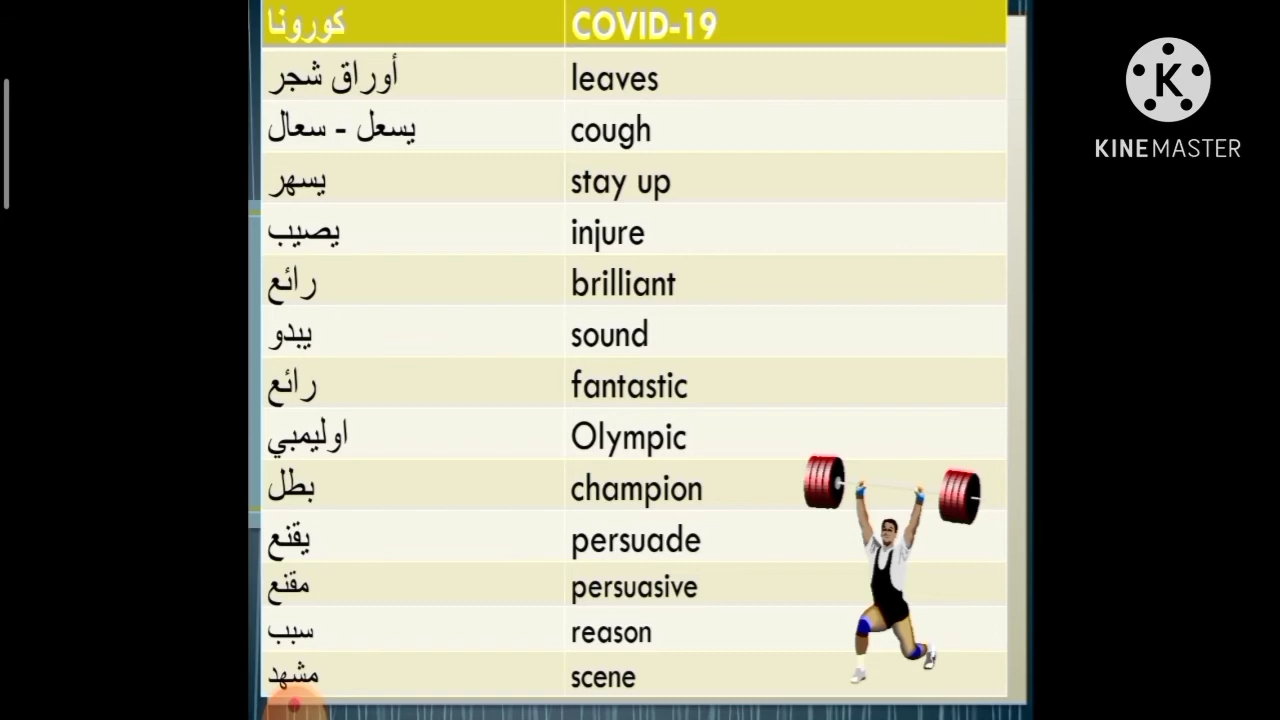 كورونا COVID-19
أوراق شجر leaves
يسعل - سعال cough
يسهر stay up
يصيب injure
رائع brilliant
يبدو sound
رائع fantastic
اوليمبي Olympic
بطل champion
يقنع persuade
مقنع persuasive
سبب reason
مشهد scene
K
KINEMASTER